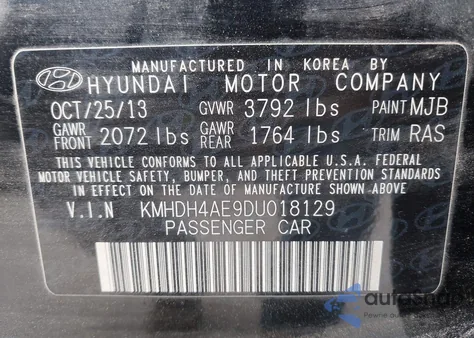 MANUFACTURED IN KOREA BY
HYUNDAI MOTOR COMPANY
OCT/25/13 GVWR 3792 lbs PAINT MJB
GAWR FRONT 2072 lbs GAWR REAR 1764 lbs TRIM RAS
THIS VEHICLE CONFORMS TO ALL APPLICABLE U.S.A. FEDERAL
MOTOR VEHICLE SAFETY, BUMPER, AND THEFT PREVENTION
STANDARDS IN EFFECT ON THE DATE OF MANUFACTURE SHOWN ABOVE.
V.I.N KMHDH4AE9DU018129
PASSENGER CAR